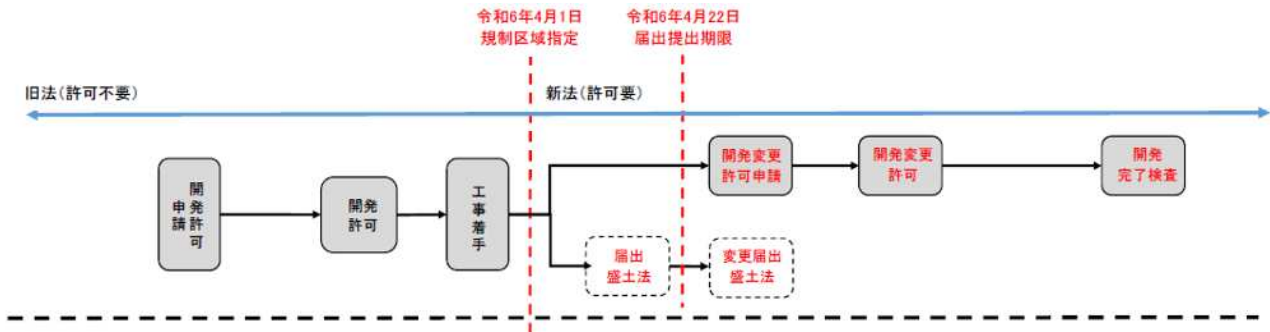 令和6年4月1日
規制区域指定
令和6年4月22日
届出提出期限
旧法(許可不要)
新法(許可要)
開発許可
申請
開発
許可
工事着手
開発変更
許可申請
開発変更
許可
開発
完了検査
届出
盛土法
変更届出
盛土法